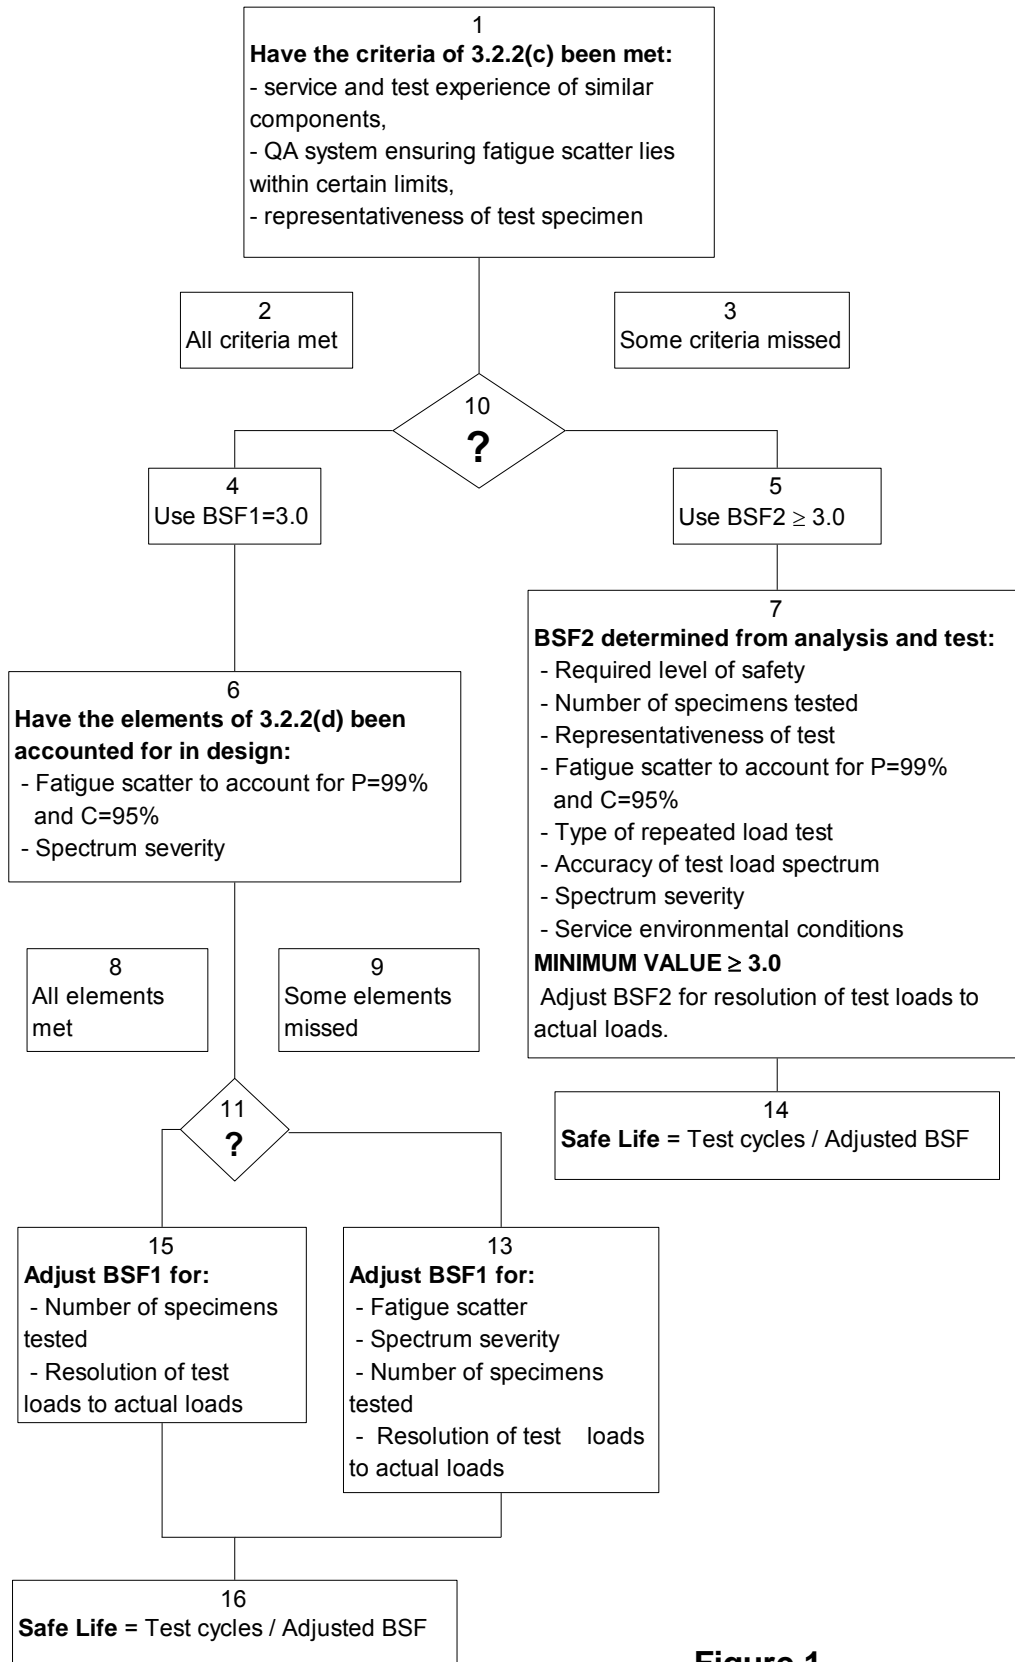 1
Have the criteria of 3.2.2(c) been met:
- service and test experience of similar
components,
- QA system ensuring fatigue scatter lies
within certain limits,
- representativeness of test specimen
2
All criteria met
3
Some criteria missed
10
?
4
Use BSF1=3.0
5
Use BSF2 ≥ 3.0
6
Have the elements of 3.2.2(d) been
accounted for in design:
- Fatigue scatter to account for P=99%
and C=95%
- Spectrum severity
7
BSF2 determined from analysis and test:
- Required level of safety
- Number of specimens tested
- Representativeness of test
- Fatigue scatter to account for P=99%
and C=95%
- Type of repeated load test
- Accuracy of test load spectrum
- Spectrum severity
- Service environmental conditions
MINIMUM VALUE ≥ 3.0
Adjust BSF2 for resolution of test loads to
actual loads.
8
All elements
met
9
Some elements
missed
11
?
14
Safe Life = Test cycles / Adjusted BSF
15
Adjust BSF1 for:
- Number of specimens
tested
- Resolution of test
loads to actual loads
13
Adjust BSF1 for:
- Fatigue scatter
- Spectrum severity
- Number of specimens
tested
- Resolution of test loads
to actual loads
16
Safe Life = Test cycles / Adjusted BSF
Figure 1